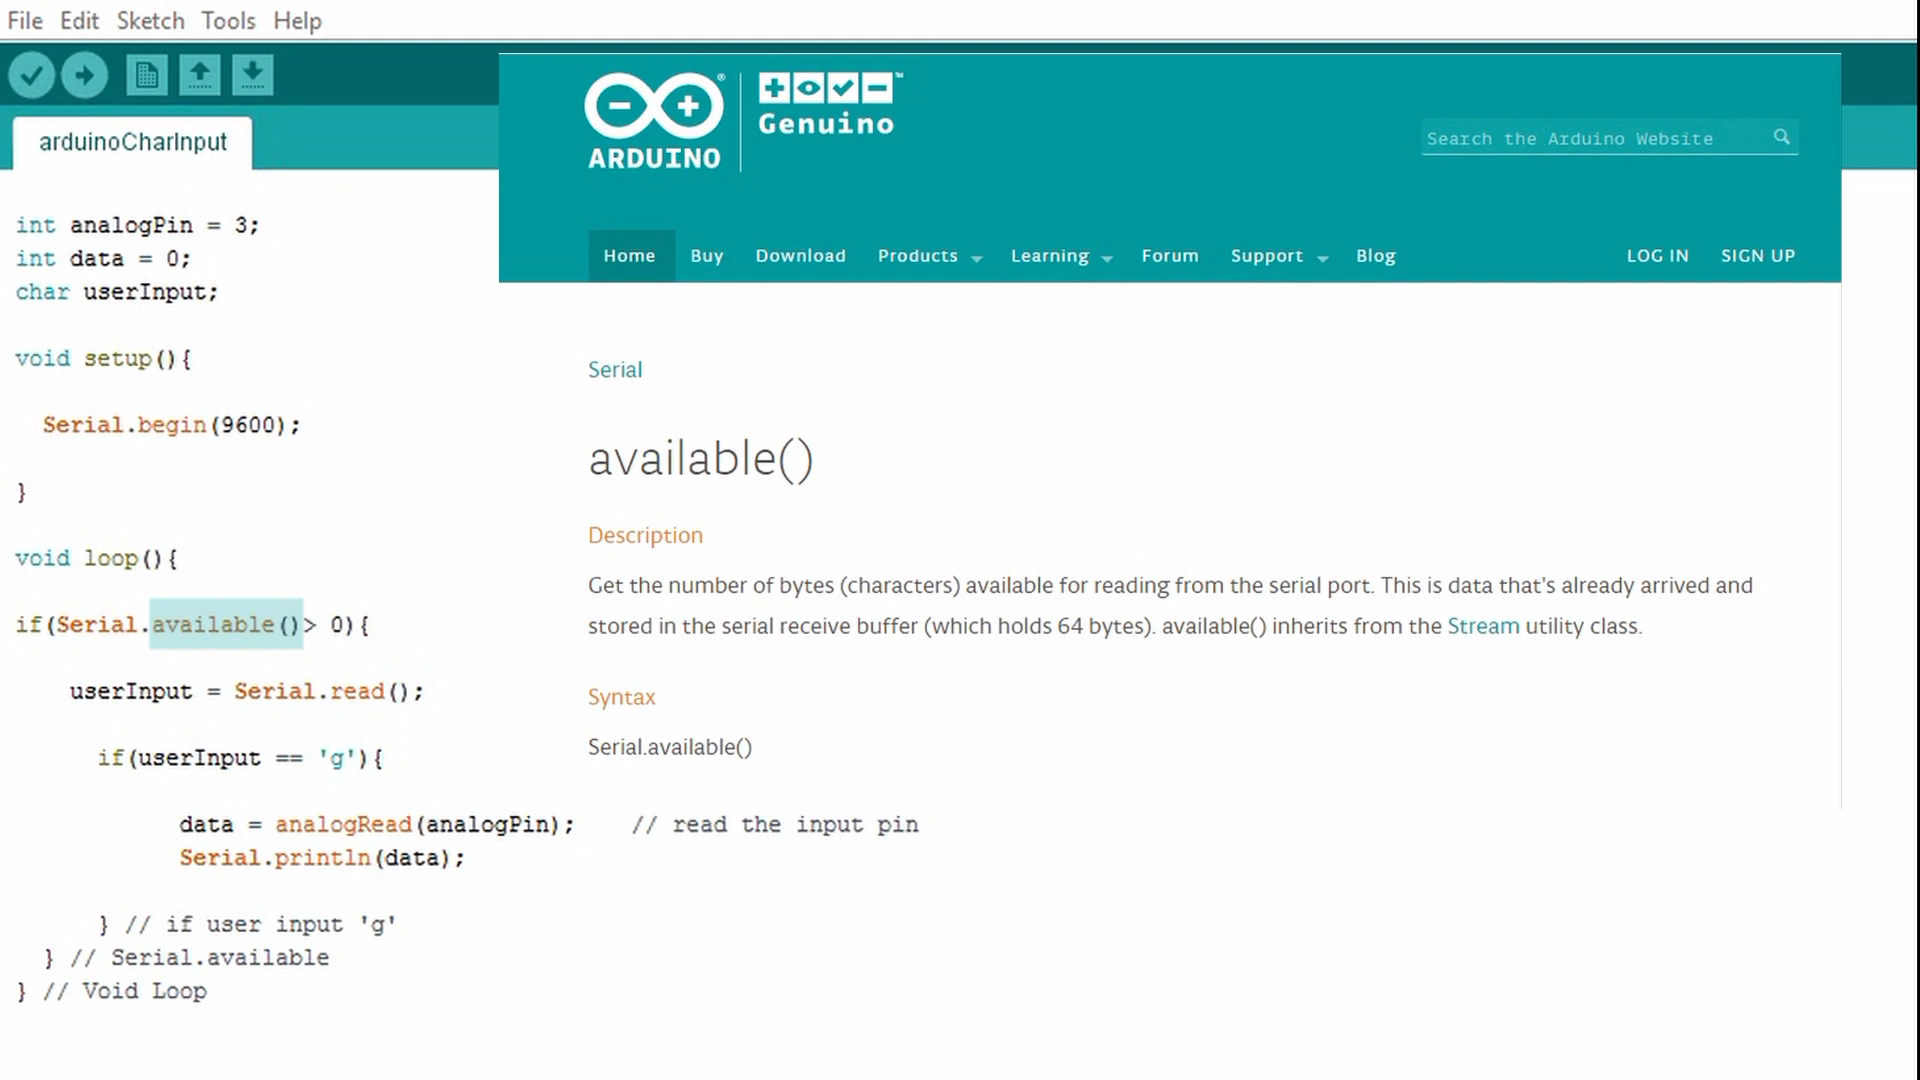 File Edit Sketch Tools Help
arduinoCharInput
int analogPin = 3;
int data = 0;
char userInput;
void setup(){
Serial.begin(9600);
}
void loop(){
if(Serial.available()> 0){
userInput = Serial.read();
if(userInput == 'g'){
data = analogRead(analogPin);    // read the input pin
Serial.println(data);
} // if user input 'g'
} // Serial.available
} // Void Loop
ARDUINO®
Genuino™
Search the Arduino Website
Home Buy Download Products Learning Forum Support Blog LOG IN SIGN UP
Serial
available()
Description
Get the number of bytes (characters) available for reading from the serial port. This is data that's already arrived and
stored in the serial receive buffer (which holds 64 bytes). available() inherits from the Stream utility class.
Syntax
Serial.available()